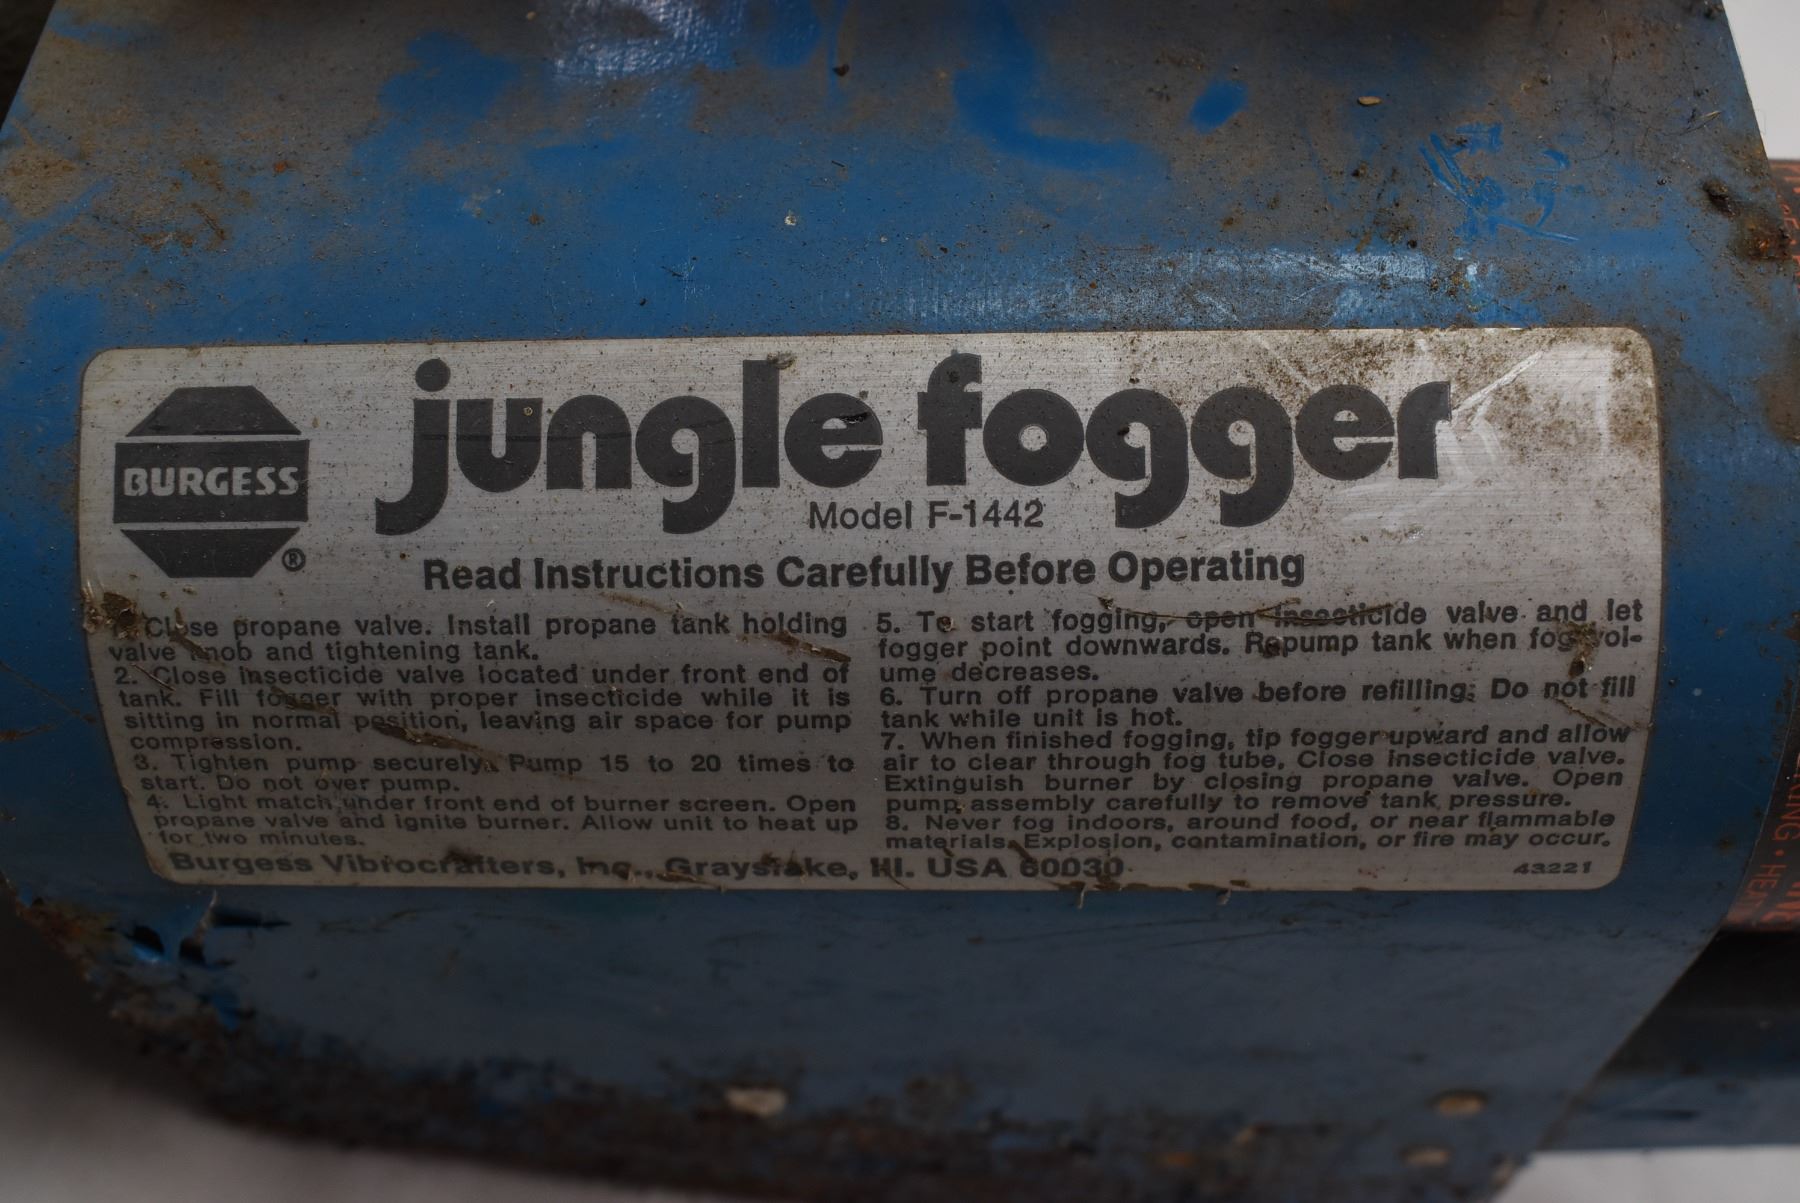 jungle fogger
BURGESS
®
Model F-1442
Read Instructions Carefully Before Operating
Close propane valve. Install propane tank holding
valve knob and tightening tank.
2. Close insecticide valve located under front end of
tank. Fill fogger with proper insecticide while it is
sitting in normal position, leaving air space for pump
compression.
3. Tighten pump securely. Pump 15 to 20 times to
start. Do not over pump.
4. Light match under front end of burner screen. Open
propane valve and ignite burner. Allow unit to heat up
for two minutes.
5. To start fogging, open insecticide valve and let
fogger point downwards. Repump tank when fog vol-
ume decreases.
6. Turn off propane valve before refilling. Do not fill
tank while unit is hot.
7. When finished fogging, tip fogger upward and allow
air to clear through fog tube. Close insecticide valve.
Extinguish burner by closing propane valve. Open
pump assembly carefully to remove tank pressure.
8. Never fog indoors, around food, or near flammable
materials. Explosion, contamination, or fire may occur.
Burgess Vibrocrafters, Inc., Grayslake, Ill. USA 60030
43221